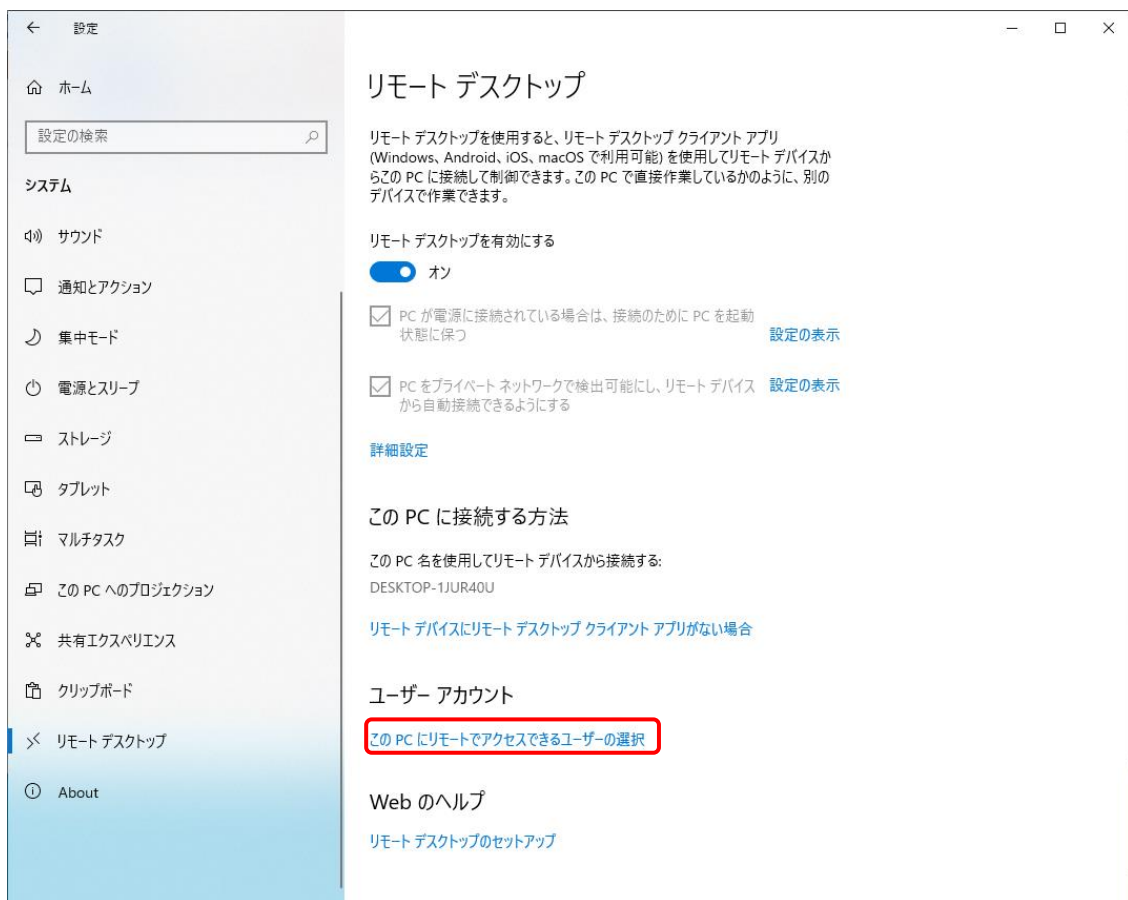 設定
ホーム
設定の検索
システム
サウンド
通知とアクション
集中モード
電源とスリープ
ストレージ
タブレット
マルチタスク
この PC へのプロジェクション
共有エクスペリエンス
クリップボード
リモート デスクトップ
About
リモート デスクトップ
リモート デスクトップを使用すると、リモート デスクトップ クライアント アプリ
(Windows、Android、iOS、macOS で利用可能) を使用してリモート デバイスか
らこの PC に接続して制御できます。この PC で直接作業しているかのように、別の
デバイスで作業できます。
リモート デスクトップを有効にする
オン
PC が電源に接続されている場合は、接続のために PC を起動
状態に保つ
設定の表示
PC をプライベート ネットワークで検出可能にし、リモート デバイス
から自動接続できるようにする
設定の表示
詳細設定
この PC に接続する方法
この PC 名を使用してリモート デバイスから接続する:
DESKTOP-1JUR40U
リモート デバイスにリモート デスクトップ クライアント アプリがない場合
ユーザー アカウント
この PC にリモートでアクセスできるユーザーの選択
Web のヘルプ
リモート デスクトップのセットアップ